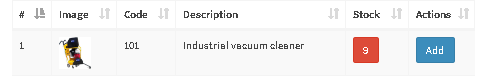 # Image Code Description Stock Actions
1 101 Industrial vacuum cleaner 9 Add